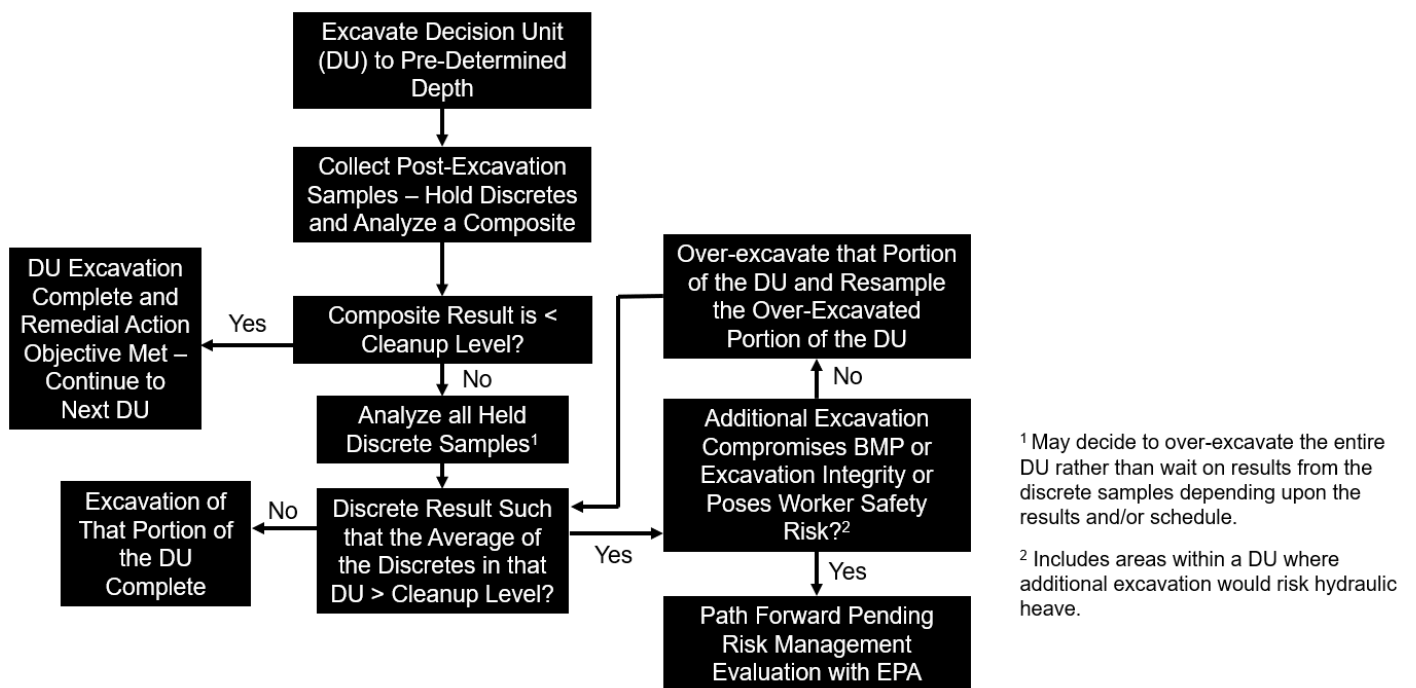 Excavate Decision Unit
(DU) to Pre-Determined
Depth
Collect Post-Excavation
Samples – Hold Discretes
and Analyze a Composite
DU Excavation
Complete and
Remedial Action
Objective Met –
Continue to
Next DU
Yes
Composite Result is <
Cleanup Level?
No
Analyze all Held
Discrete Samples¹
Excavation of
That Portion of
the DU
Complete
No
Discrete Result Such
that the Average of
the Discretes in that
DU > Cleanup Level?
Yes
Over-excavate that Portion
of the DU and Resample
the Over-Excavated
Portion of the DU
No
Additional Excavation
Compromises BMP or
Excavation Integrity or
Poses Worker Safety
Risk?²
Yes
Path Forward Pending
Risk Management
Evaluation with EPA
¹ May decide to over-excavate the entire
DU rather than wait on results from the
discrete samples depending upon the
results and/or schedule.
² Includes areas within a DU where
additional excavation would risk hydraulic
heave.